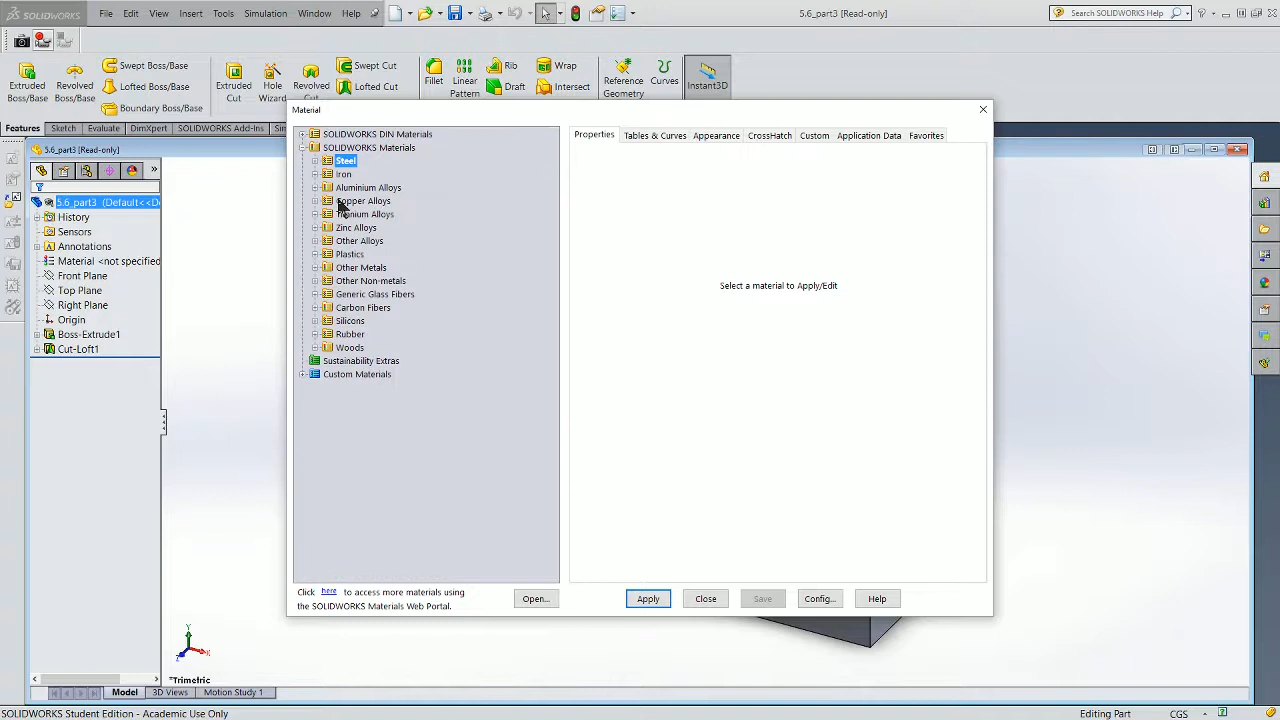 SOLIDWORKS File Edit View Insert Tools Simulation Window Help 5.6_part3 [Read-only] Search SOLIDWORKS Help
Extruded Boss/Base
Revolved Boss/Base
Swept Boss/Base
Lofted Boss/Base
Boundary Boss/Base
Extruded Cut
Hole Wizard
Revolved Cut
Swept Cut
Lofted Cut
Fillet
Linear Pattern
Rib
Draft
Wrap
Intersect
Reference Geometry
Curves
Instant3D
Features Sketch Evaluate DimXpert SOLIDWORKS Add-Ins
5.6_part3 [Read-only]
5.6_part3 (Default<<D
History
Sensors
Annotations
Material <not specified
Front Plane
Top Plane
Right Plane
Origin
Boss-Extrude1
Cut-Loft1
Material
SOLIDWORKS DIN Materials
SOLIDWORKS Materials
Steel
Iron
Aluminium Alloys
Copper Alloys
Zinc Alloys
Other Alloys
Plastics
Other Metals
Other Non-metals
Generic Glass Fibers
Carbon Fibers
Silicons
Rubber
Woods
Sustainability Extras
Custom Materials
Properties Tables & Curves Appearance CrossHatch Custom Application Data Favorites
Select a material to Apply/Edit
Click here to access more materials using
the SOLIDWORKS Materials Web Portal.
Open... Apply Close Save Config... Help
Y
X
Z
*Trimetric
Model 3D Views Motion Study 1
SOLIDWORKS Student Edition - Academic Use Only Editing Part CGS